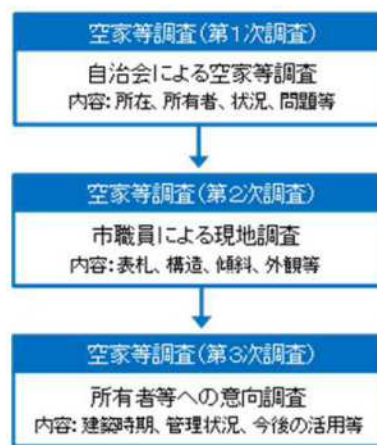 空家等調査(第1次調査)
自治会による空家等調査
内容:所在、所有者、状況、問題等
空家等調査(第2次調査)
市職員による現地調査
内容:表札、構造、傾斜、外観等
空家等調査(第3次調査)
所有者等への意向調査
内容:建築時期、管理状況、今後の活用等